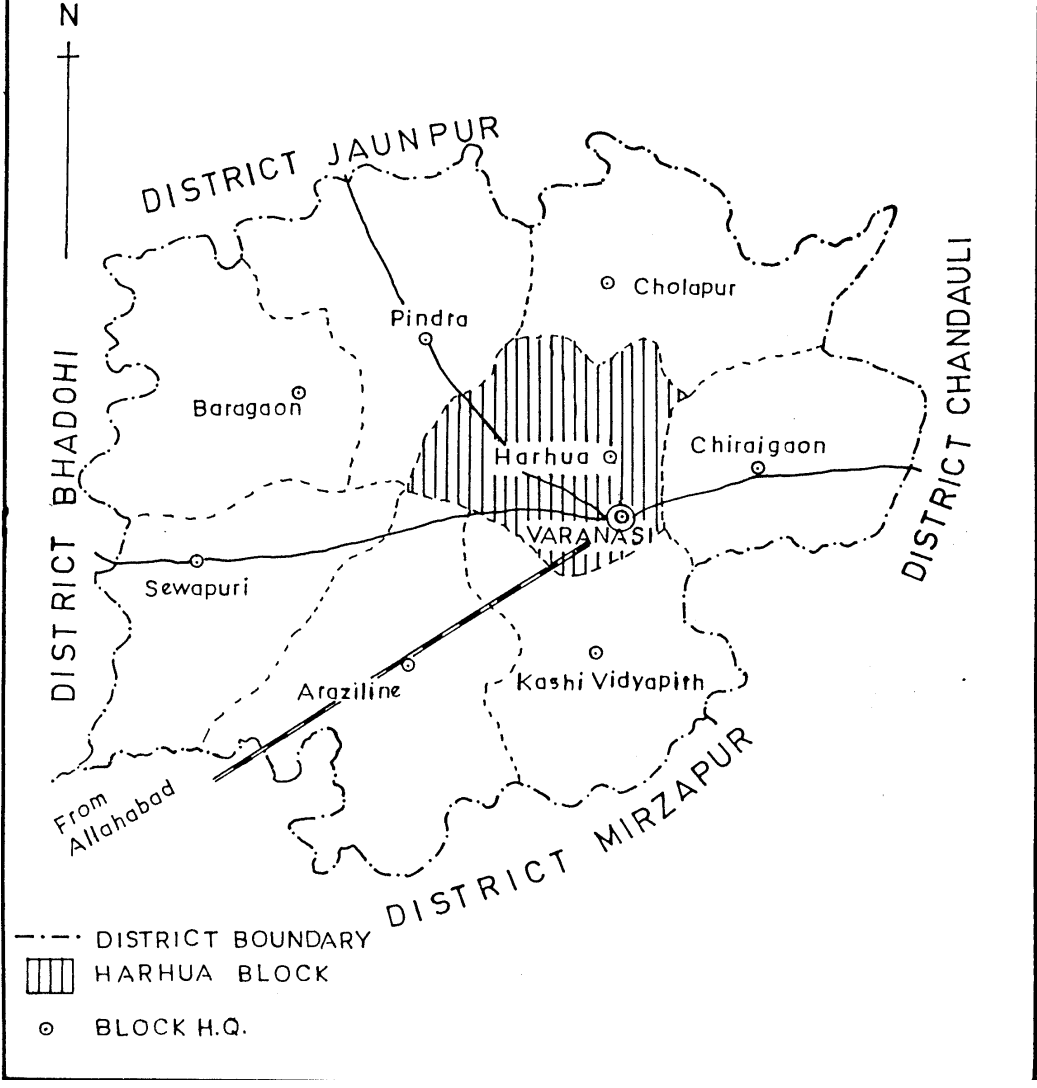 N
DISTRICT JAUNPUR
Cholapur
Pindra
Baragaon
Chiraigaon
Harhua
VARANASI
Sewapuri
Araziline
Kashi Vidyapith
DISTRICT BHADOHI
DISTRICT CHANDAULI
DISTRICT MIRZAPUR
From
Allahabad
DISTRICT BOUNDARY
HARHUA BLOCK
BLOCK H.Q.